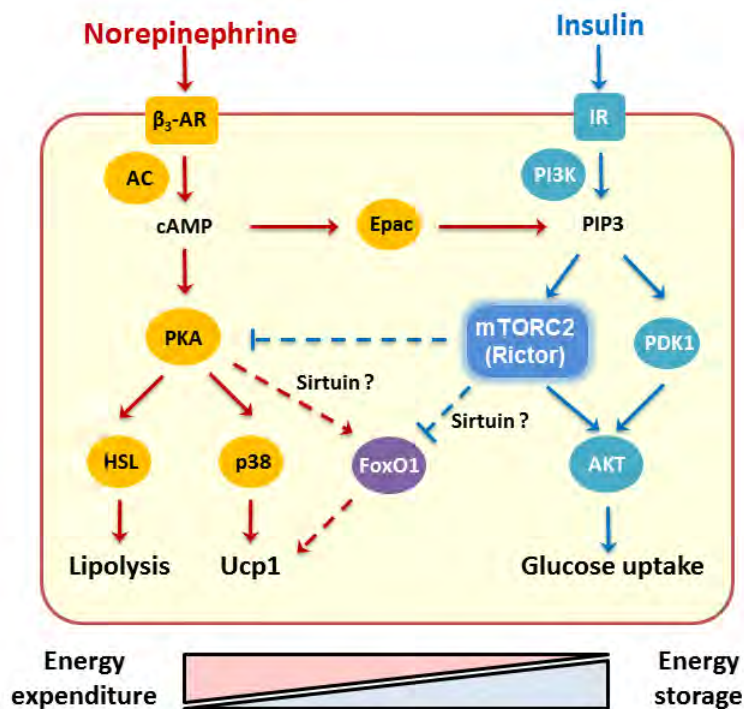 Norepinephrine
Insulin
β3-AR
IR
AC
PI3K
cAMP
Epac
PIP3
PKA
mTORC2
(Rictor)
PDK1
Sirtuin ?
Sirtuin ?
HSL
p38
FoxO1
AKT
Lipolysis
Ucp1
Glucose uptake
Energy
expenditure
Energy
storage